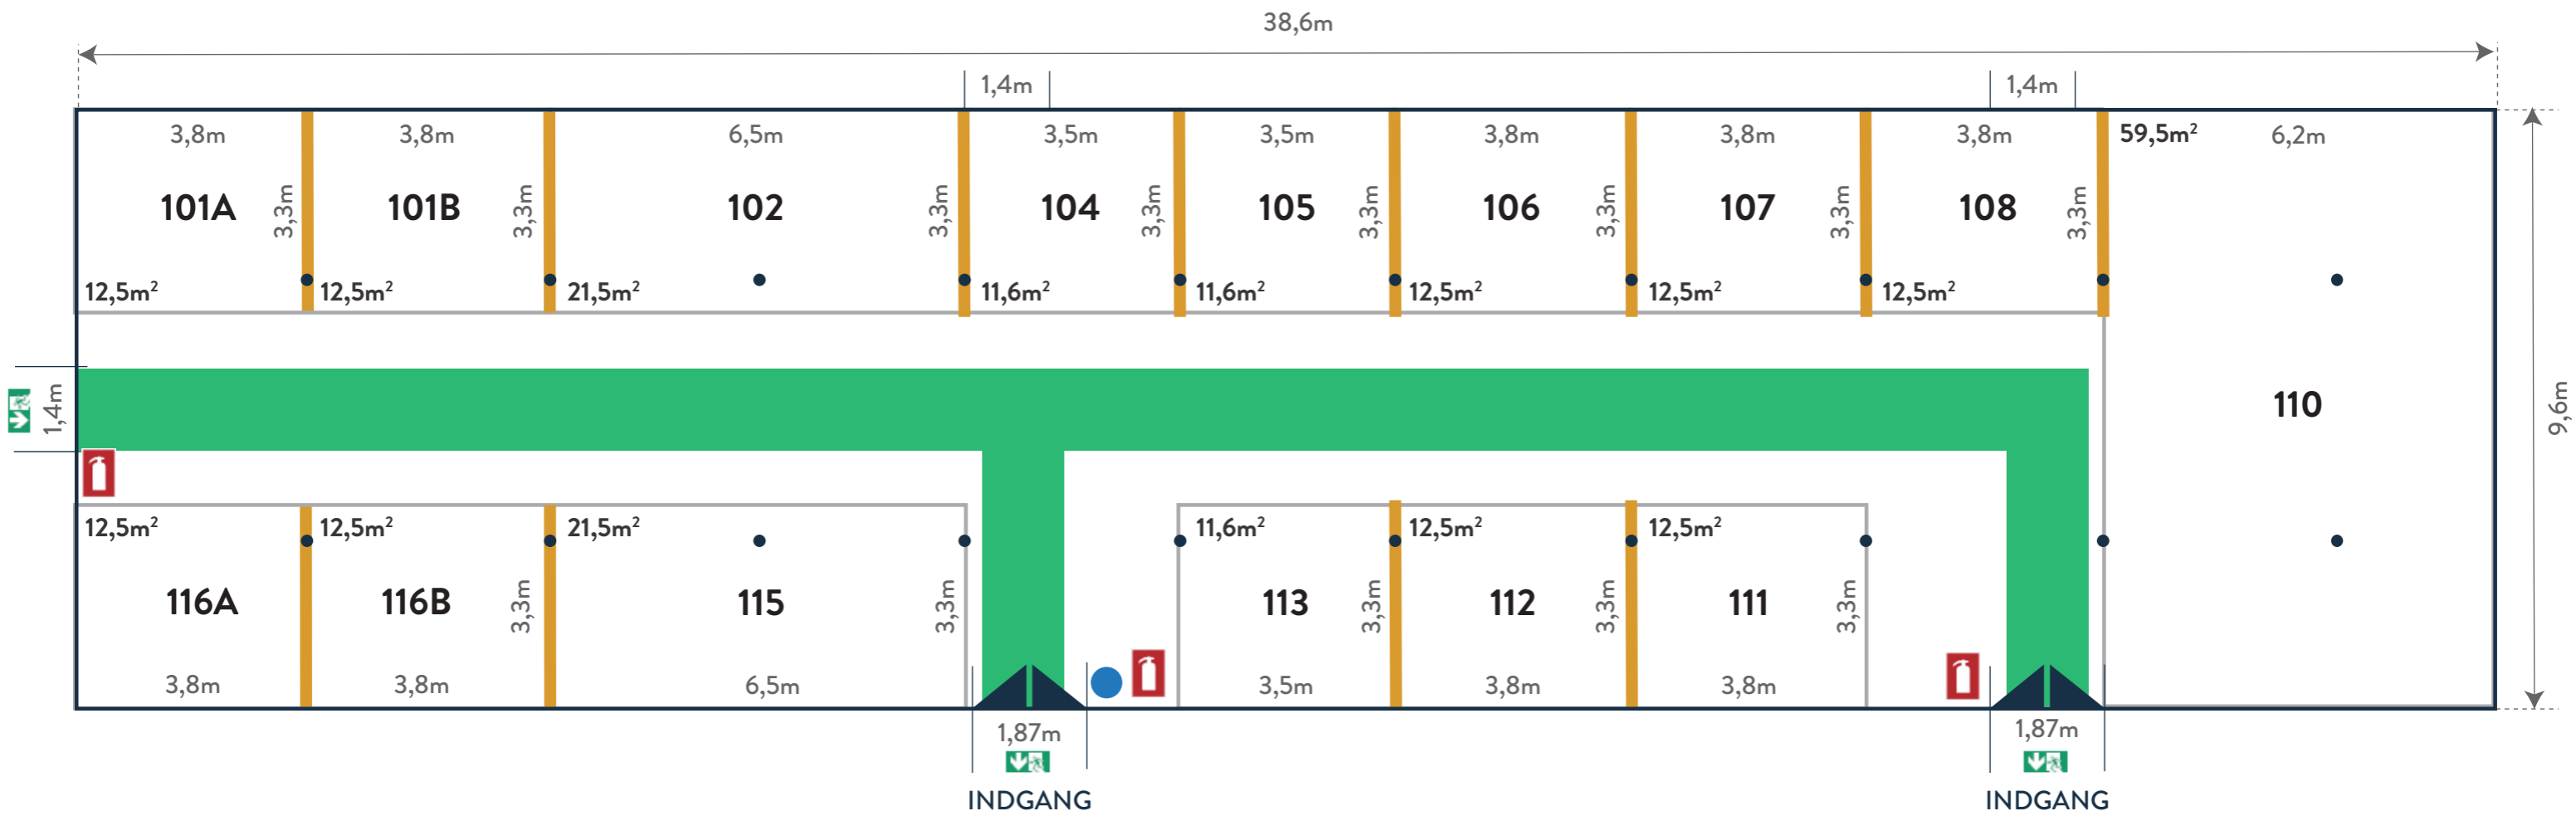 38,6m
1,4m
1,4m
3,8m
3,8m
6,5m
3,5m
3,5m
3,8m
3,8m
3,8m
59,5m²
6,2m
101A
3,3m
101B
3,3m
102
3,3m
104
3,3m
105
3,3m
106
3,3m
107
3,3m
108
3,3m
12,5m²
12,5m²
21,5m²
11,6m²
11,6m²
12,5m²
12,5m²
12,5m²
1,4m
110
9,6m
12,5m²
12,5m²
21,5m²
11,6m²
12,5m²
12,5m²
116A
116B
3,3m
115
3,3m
113
3,3m
112
3,3m
111
3,3m
3,8m
3,8m
6,5m
3,5m
3,8m
3,8m
1,87m
1,87m
INDGANG
INDGANG